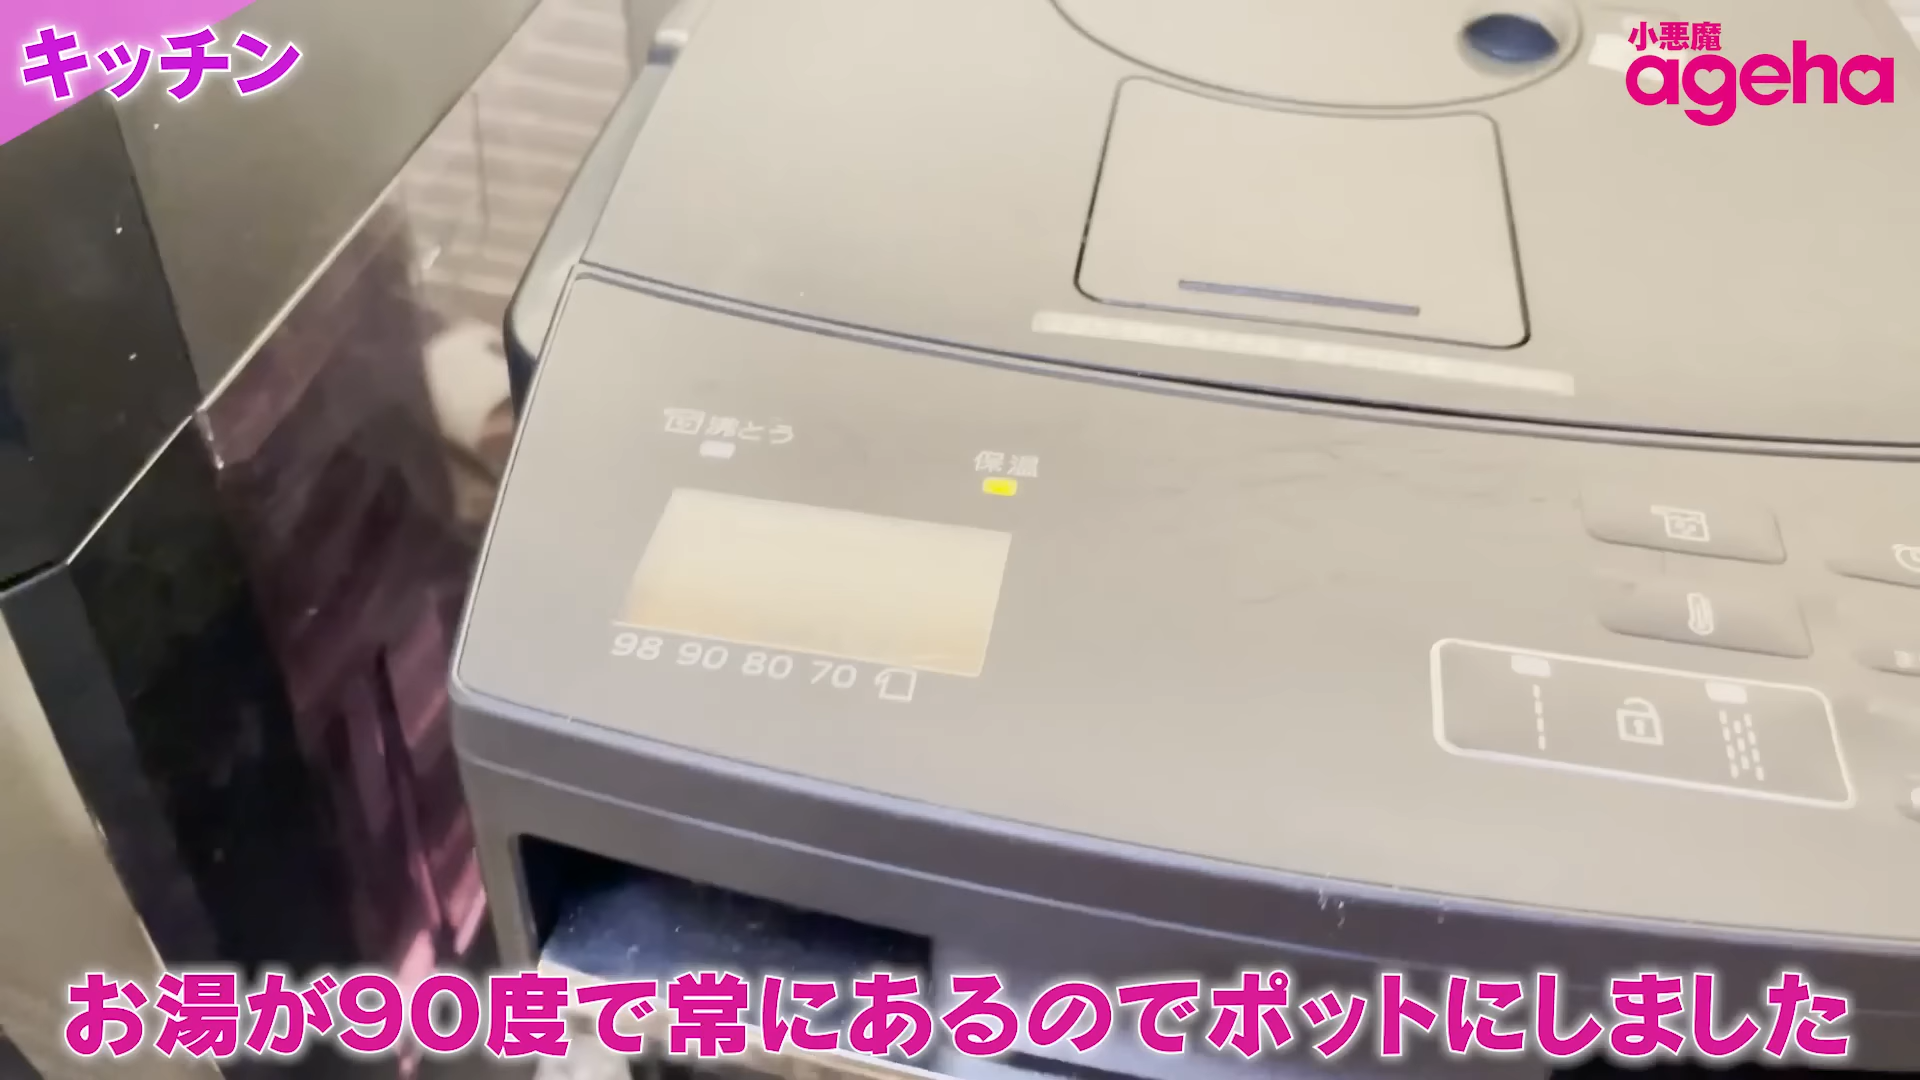 キッチン
小悪魔
ageha
沸とう
保温
98 90 80 70
お湯が90度で常にあるのでポットにしました